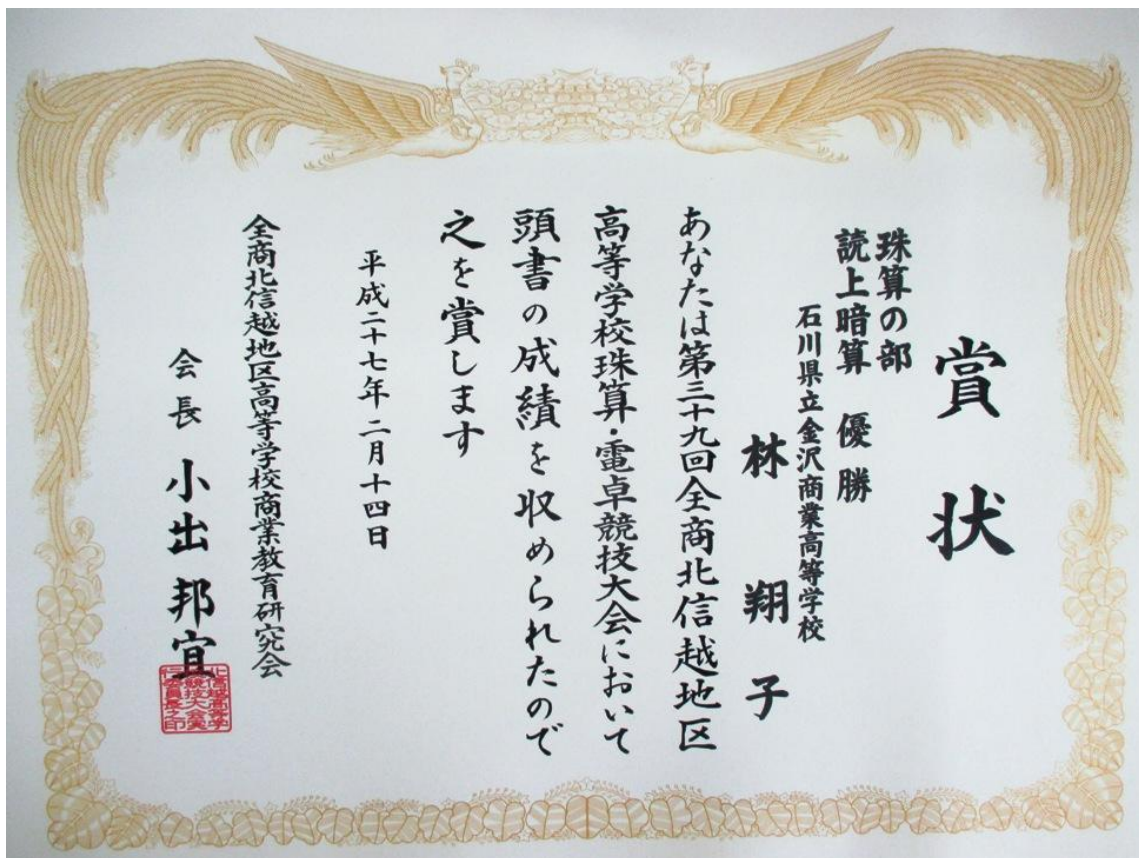 賞状
珠算の部
読上暗算 優勝
石川県立金沢商業高等学校
林 翔子
あなたは第三十九回全商北信越地区
高等学校珠算・電卓競技大会において
頭書の成績を収められたので
之を賞します
平成二十七年二月十四日
全商北信越地区高等学校商業教育研究会
会長 小出邦宜